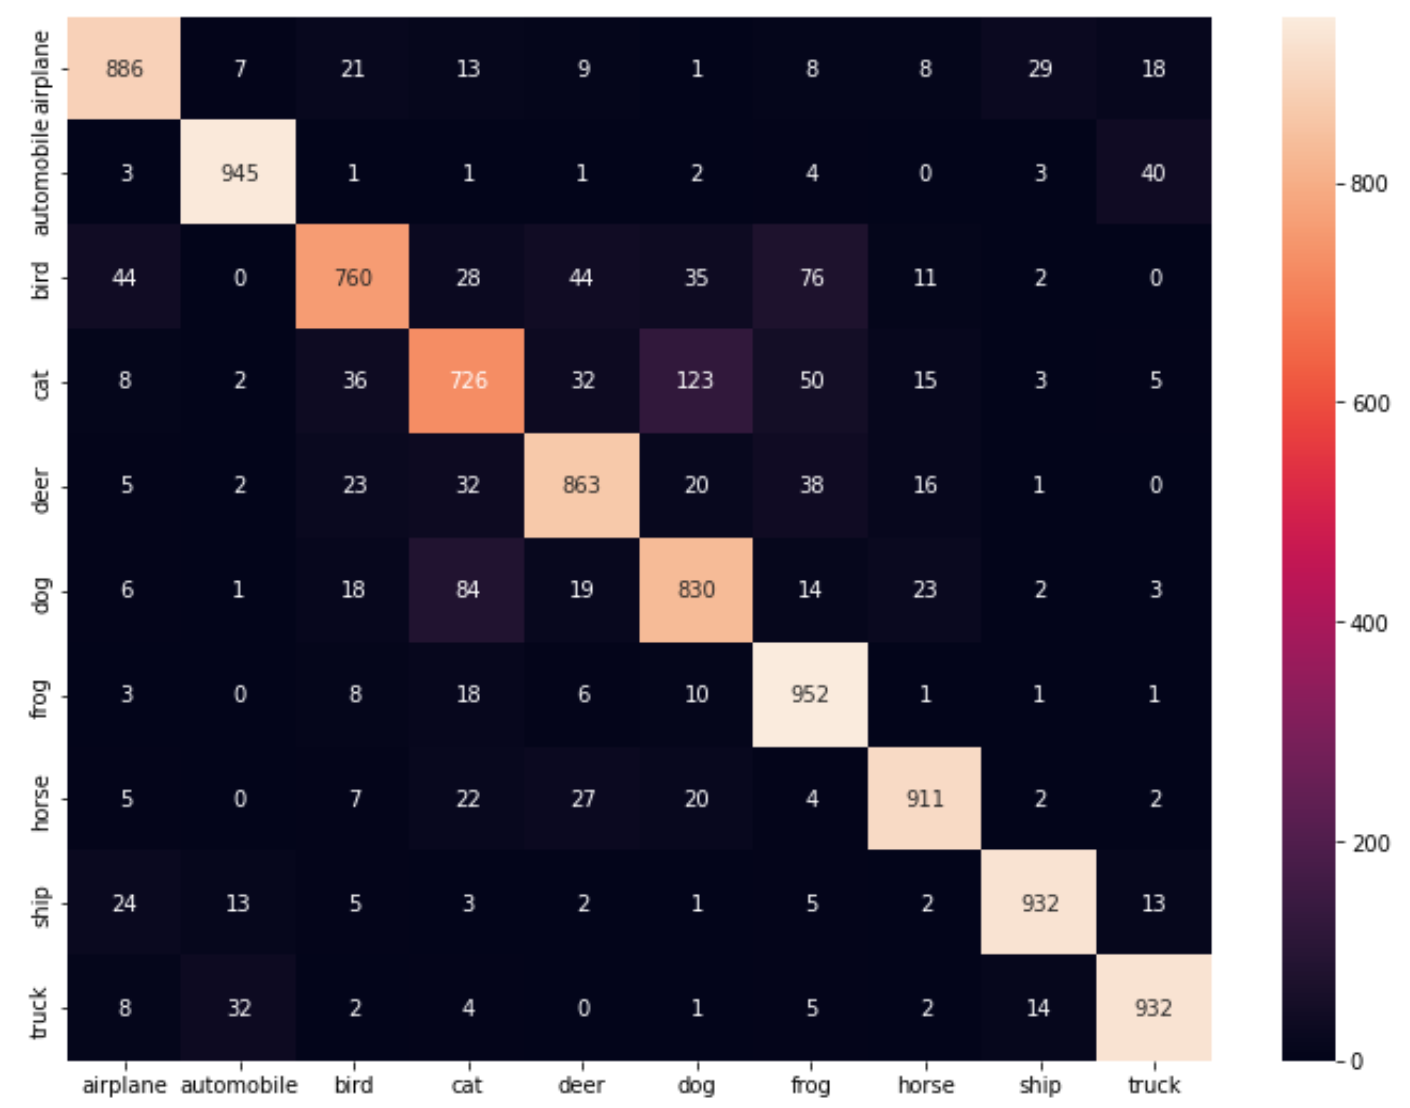 airplane 886 7 21 13 9 1 8 8 29 18
automobile 3 945 1 1 1 2 4 0 3 40
800
bird 44 0 760 28 44 35 76 11 2 0
cat 8 2 36 726 32 123 50 15 3 5
600
deer 5 2 23 32 863 20 38 16 1 0
dog 6 1 18 84 19 830 14 23 2 3
400
frog 3 0 8 18 6 10 952 1 1 1
horse 5 0 7 22 27 20 4 911 2 2
200
ship 24 13 5 3 2 1 5 2 932 13
truck 8 32 2 4 0 1 5 2 14 932
0
airplane automobile bird cat deer dog frog horse ship truck